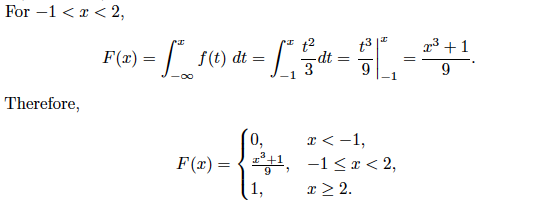 For −1 < x < 2,
F(x) = ∫_{−∞}^{x} f(t) dt = ∫_{−1}^{x} t²/3 dt = t³/9 |_{−1}^{x} = (x³ + 1)/9.
Therefore,
F(x) = { 0, x < −1,
(x³+1)/9, −1 ≤ x < 2,
1, x ≥ 2.